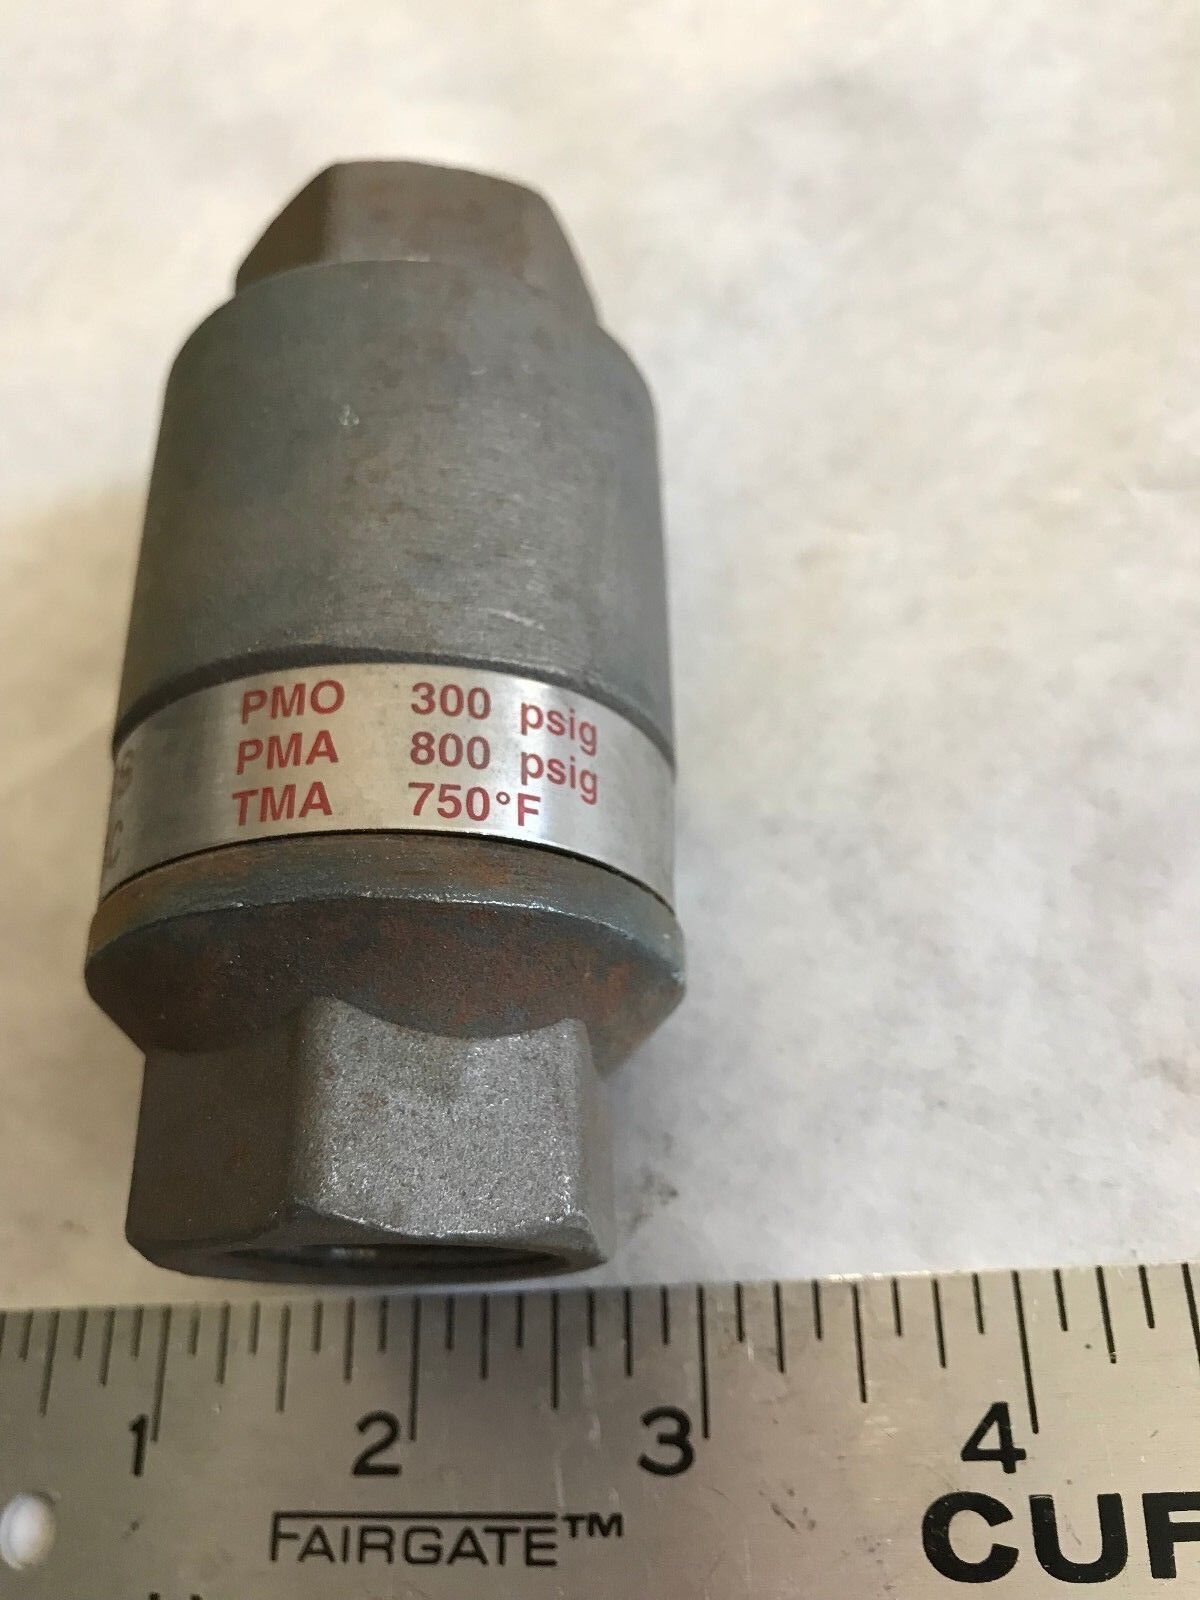 PMO 300 psig
PMA 800 psig
TMA 750°F
1 2 3 4
FAIRGATE™